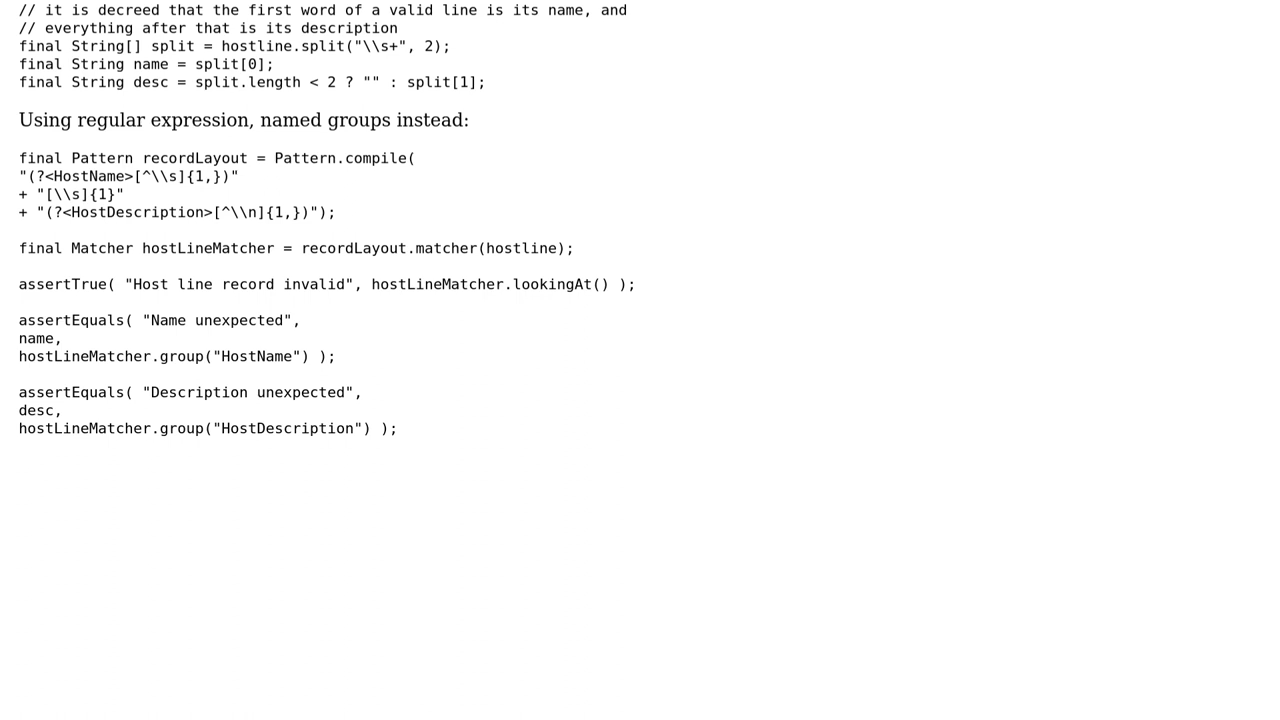 // it is decreed that the first word of a valid line is its name, and
// everything after that is its description
final String[] split = hostline.split("\\s+", 2);
final String name = split[0];
final String desc = split.length < 2 ? "" : split[1];
Using regular expression, named groups instead:
final Pattern recordLayout = Pattern.compile(
"(?<HostName>[^\\s]{1,})"
+ "[\\s]{1}"
+ "(?<HostDescription>[^\\n]{1,})");
final Matcher hostLineMatcher = recordLayout.matcher(hostline);
assertTrue( "Host line record invalid", hostLineMatcher.lookingAt() );
assertEquals( "Name unexpected",
name,
hostLineMatcher.group("HostName") );
assertEquals( "Description unexpected",
desc,
hostLineMatcher.group("HostDescription") );